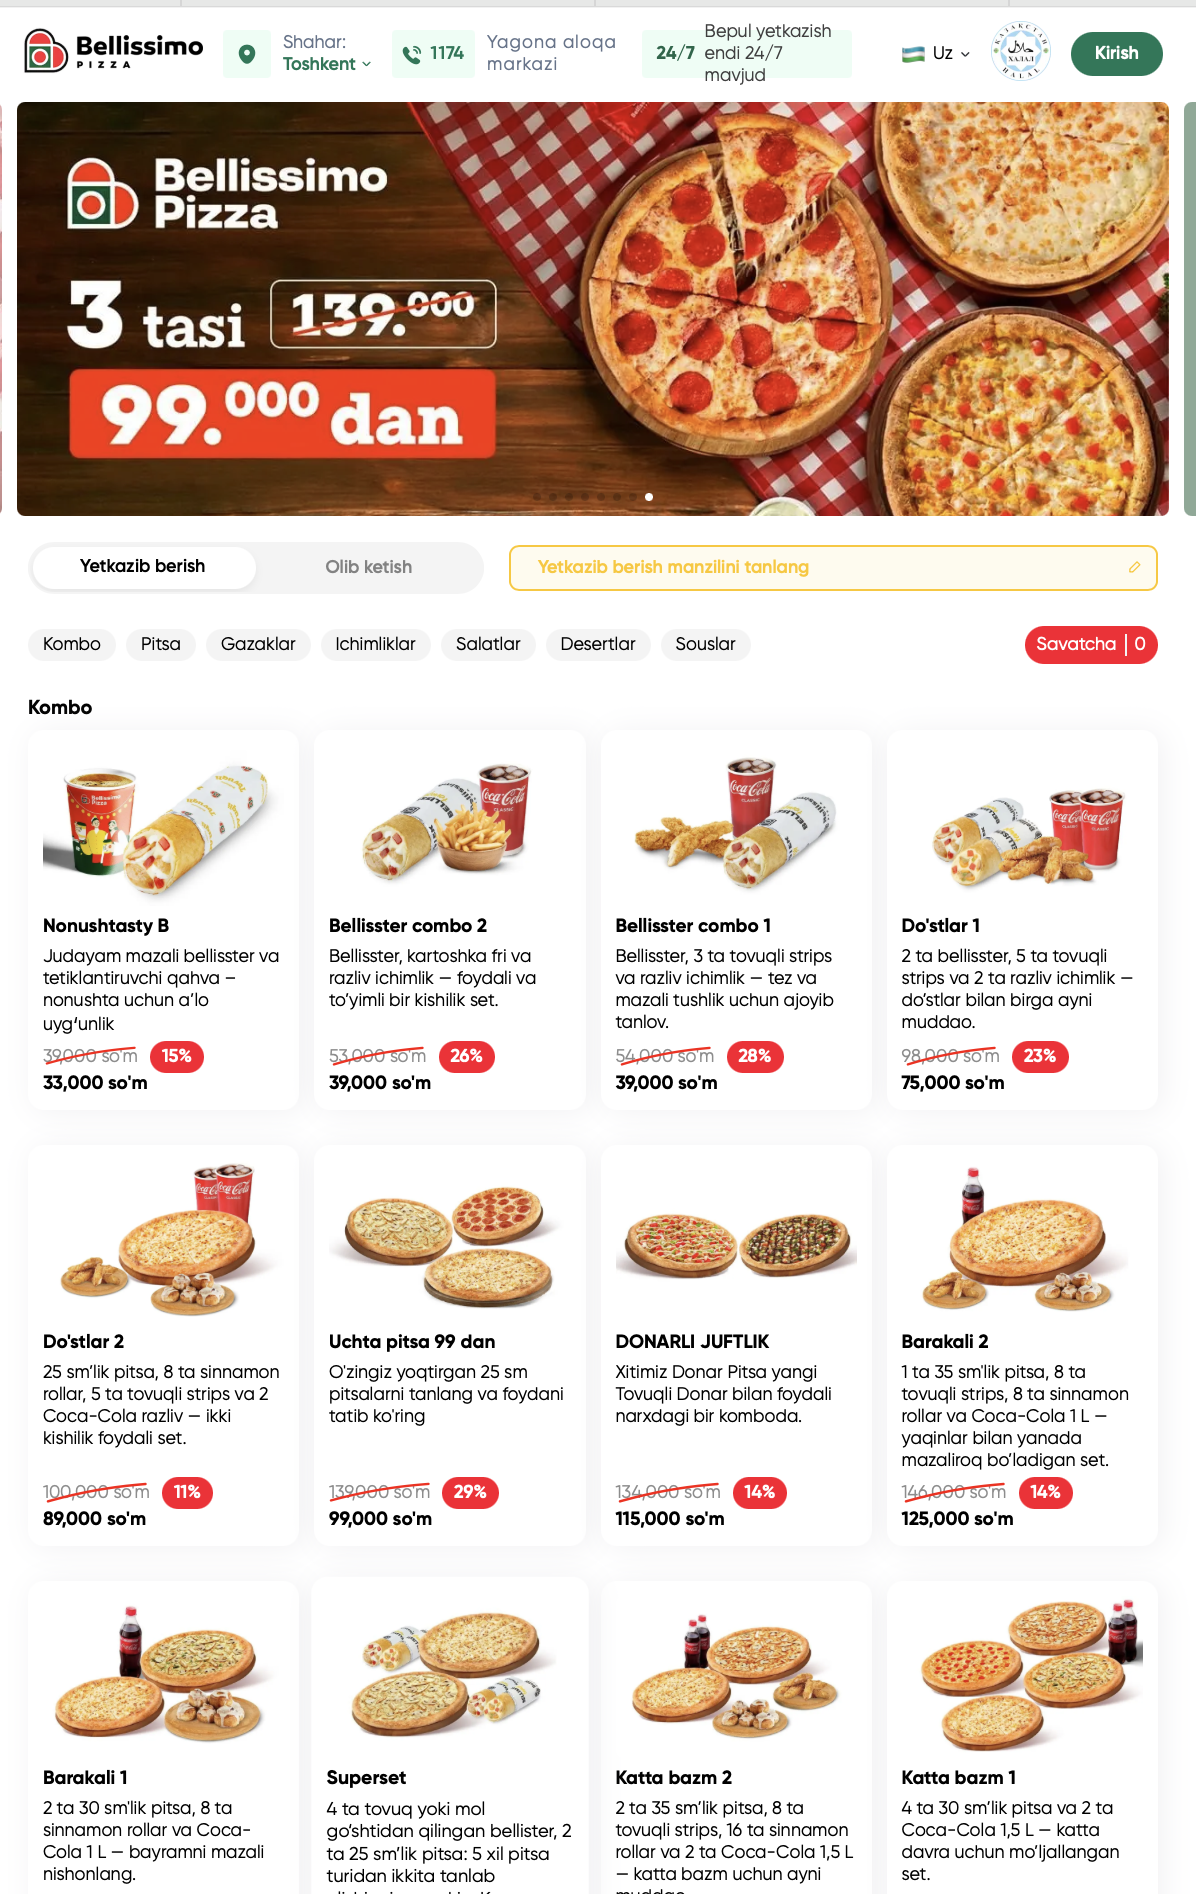 Bellissimo
PIZZA
Shahar:
Toshkent
1174
Yagona aloqa
markazi
24/7
Bepul yetkazish
endi 24/7
mavjud
Uz
ҚАЗАҚСТАН
ХАЛАЛ
HALAL
Kirish
Bellissimo
Pizza
3 tasi
139.000
99.000 dan
Yetkazib berish
Olib ketish
Yetkazib berish manzilini tanlang
Kombo
Pitsa
Gazaklar
Ichimliklar
Salatlar
Desertlar
Souslar
Savatcha | 0
Kombo
Nonushtasty B
Judayam mazali bellisster va
tetiklantiruvchi qahva –
nonushta uchun a’lo
uygʻunlik
39,000 so'm
15%
33,000 so'm
Bellisster combo 2
Bellisster, kartoshka fri va
razliv ichimlik — foydali va
to‘yimli bir kishilik set.
53,000 so'm
26%
39,000 so'm
Bellisster combo 1
Bellisster, 3 ta tovuqli strips
va razliv ichimlik — tez va
mazali tushlik uchun ajoyib
tanlov.
54,000 so'm
28%
39,000 so'm
Do'stlar 1
2 ta bellisster, 5 ta tovuqli
strips va 2 ta razliv ichimlik —
do‘stlar bilan birga ayni
muddao.
98,000 so'm
23%
75,000 so'm
Do'stlar 2
25 sm’lik pitsa, 8 ta sinnamon
rollar, 5 ta tovuqli strips va 2
Coca-Cola razliv — ikki
kishilik foydali set.
100,000 so'm
11%
89,000 so'm
Uchta pitsa 99 dan
O'zingiz yoqtirgan 25 sm
pitsalarni tanlang va foydani
tatib ko'ring
139,000 so'm
29%
99,000 so'm
DONARLI JUFTLIK
Xitimiz Donar Pitsa yangi
Tovuqli Donar bilan foydali
narxdagi bir komboda.
134,000 so'm
14%
115,000 so'm
Barakali 2
1 ta 35 sm'lik pitsa, 8 ta
tovuqli strips, 8 ta sinnamon
rollar va Coca-Cola 1 L —
yaqinlar bilan yanada
mazaliroq bo‘ladigan set.
146,000 so'm
14%
125,000 so'm
Barakali 1
2 ta 30 sm'lik pitsa, 8 ta
sinnamon rollar va Coca-
Cola 1 L — bayramni mazali
nishonlang.
Superset
4 ta tovuq yoki mol
go‘shtidan qilingan bellister, 2
ta 25 sm’lik pitsa: 5 xil pitsa
turidan ikkita tanlab
Katta bazm 2
2 ta 35 sm’lik pitsa, 8 ta
tovuqli strips, 16 ta sinnamon
rollar va 2 ta Coca-Cola 1,5 L
— katta bazm uchun ayni
muddao.
Katta bazm 1
4 ta 30 sm’lik pitsa va 2 ta
Coca-Cola 1,5 L — katta
davra uchun mo‘ljallangan
set.